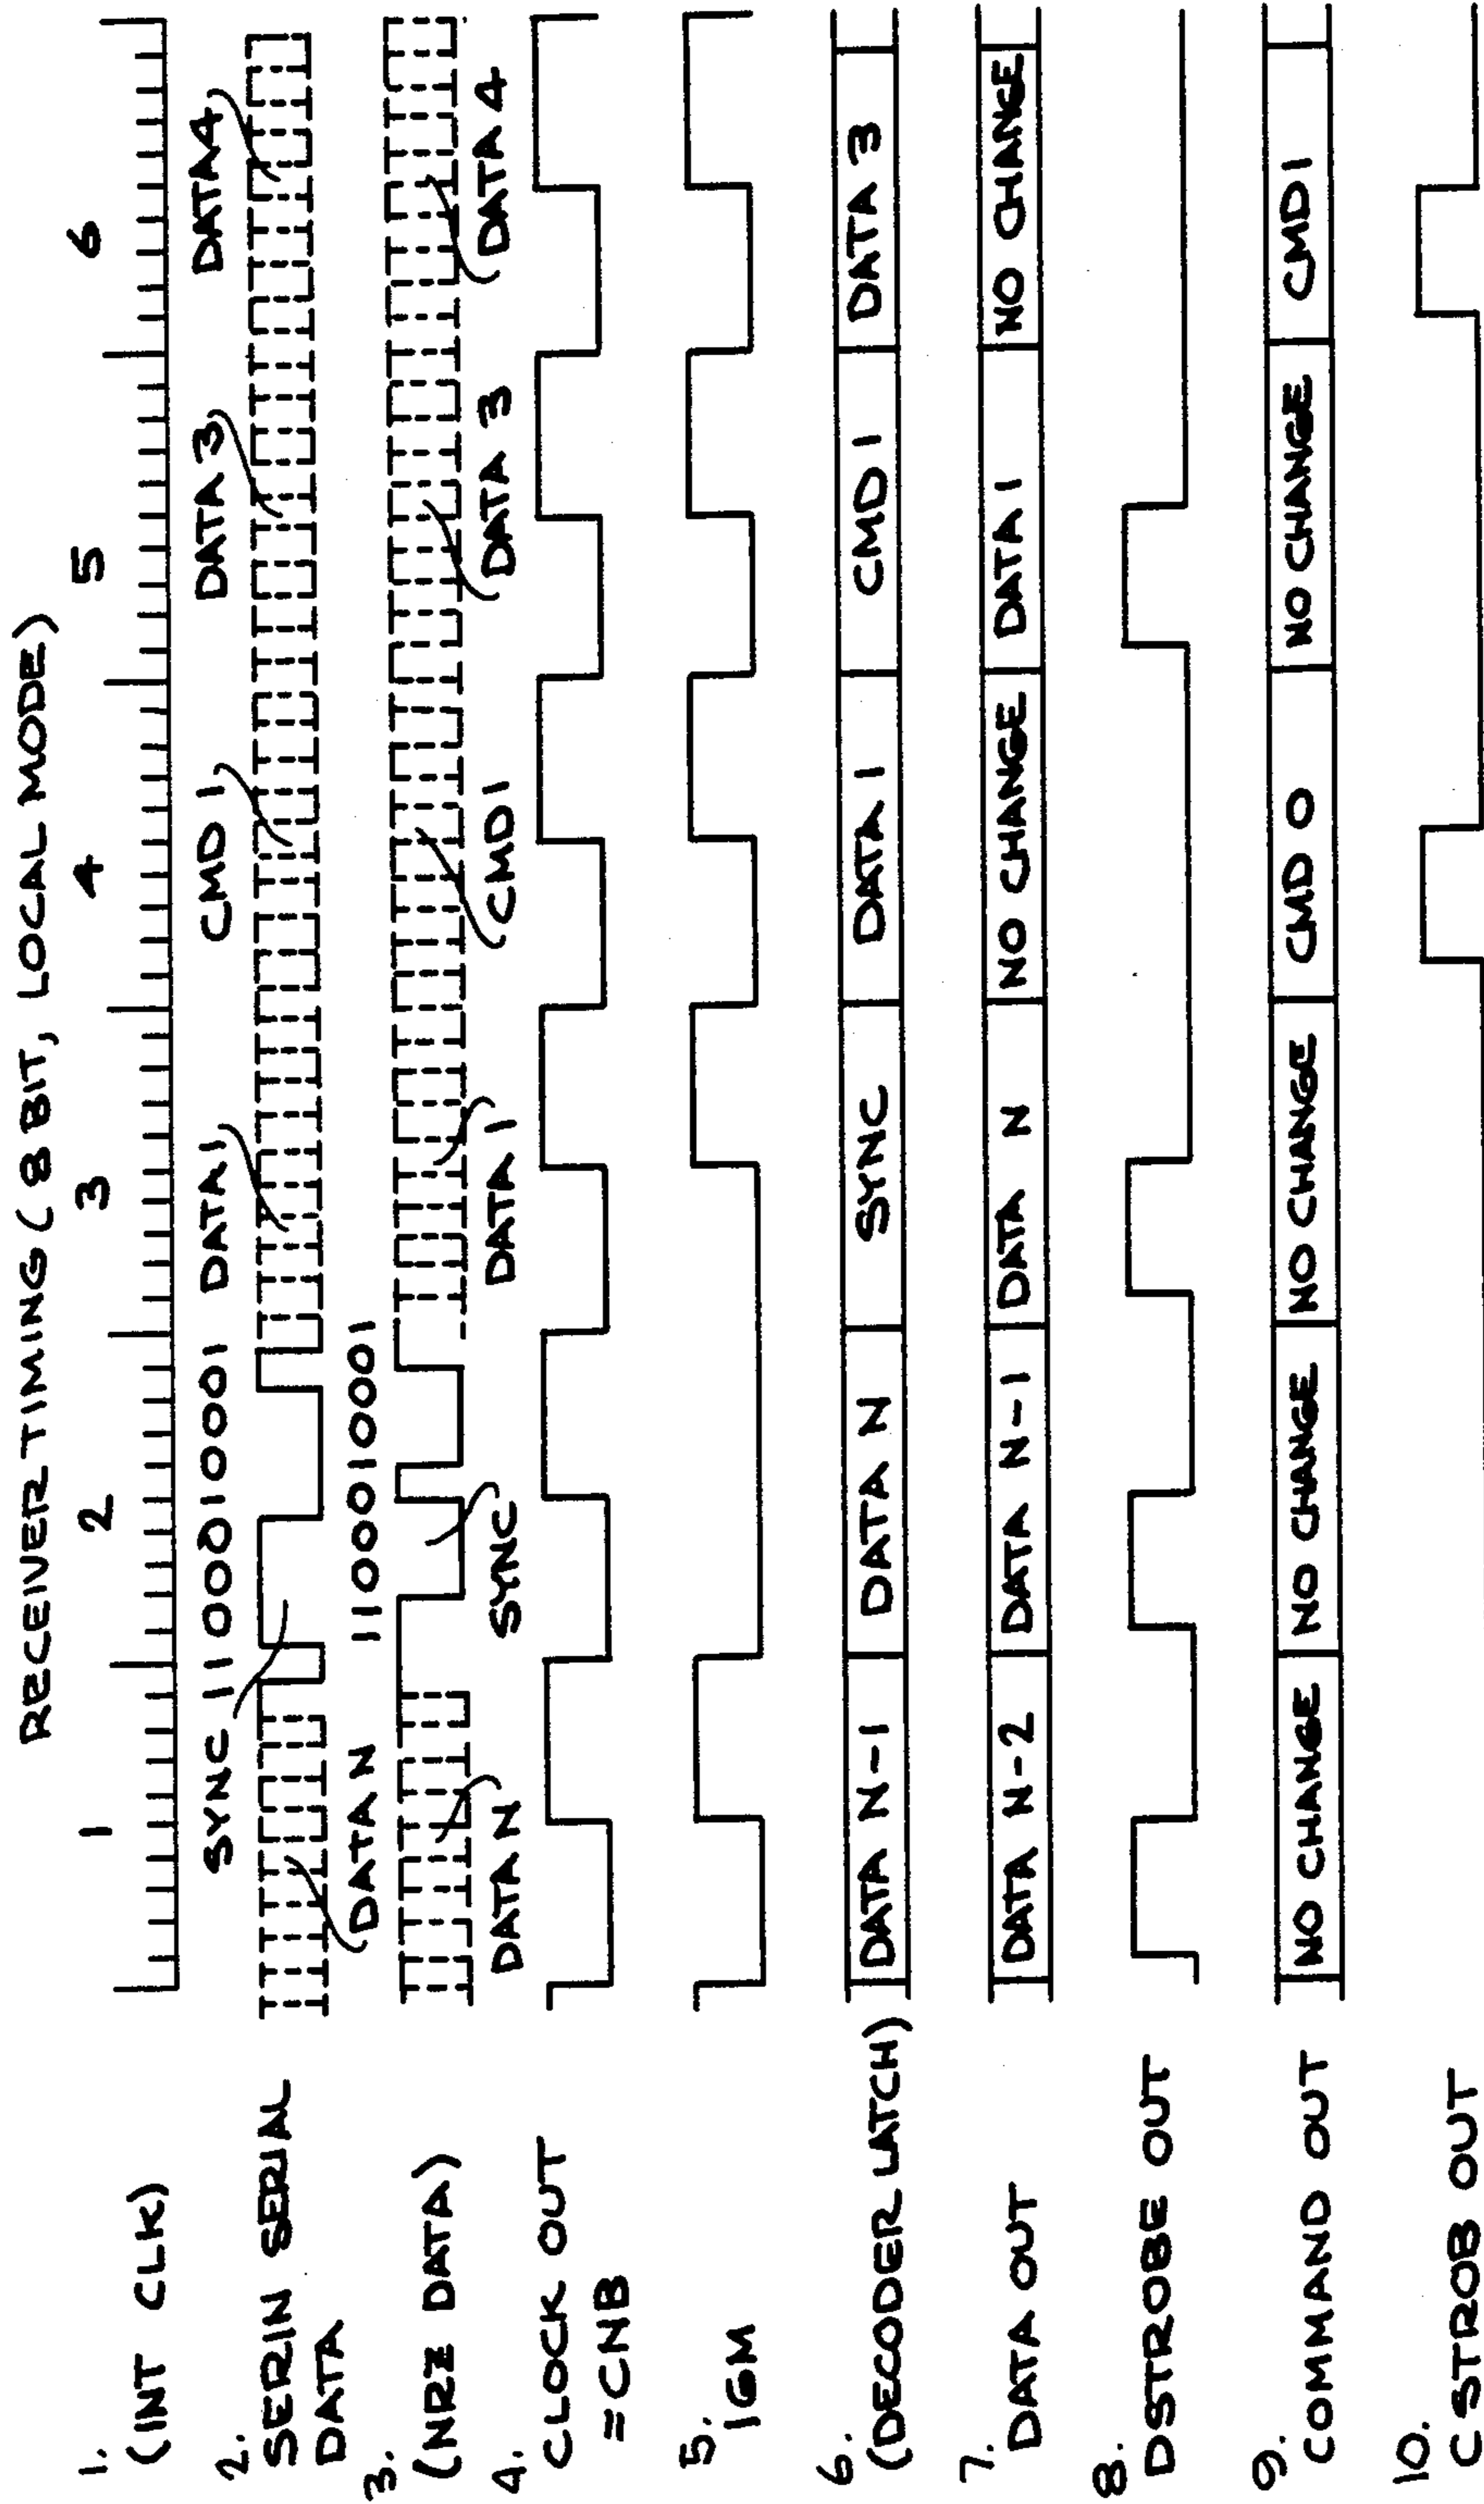 RECEIVER TIMING (8 BIT, LOCAL MODE)
1 2 3 4 5 6
1.
(INT CLK)
SYNC 11000 10001 DATA 1 CMD 1 DATA 3 DATA 4
2.
SERIN SERIAL
DATA
DATA N 1100010001
3.
(NRZ DATA)
DATA N SYNC DATA 1 CMD 1 DATA 3 DATA 4
4.
CLOCK OUT
=CNB
5.
IGM
6.
(DECODER LATCH) DATA N-1 DATA N SYNC DATA 1 CMD 1 DATA 3
7.
DATA OUT DATA N-2 DATA N-1 DATA N NO CHANGE DATA 1 NO CHANGE
8.
DSTROBE OUT
9.
COMAND OUT NO CHANGE NO CHANGE NO CHANGE CMD 0 NO CHANGE CMD 1
10.
C STROB OUT